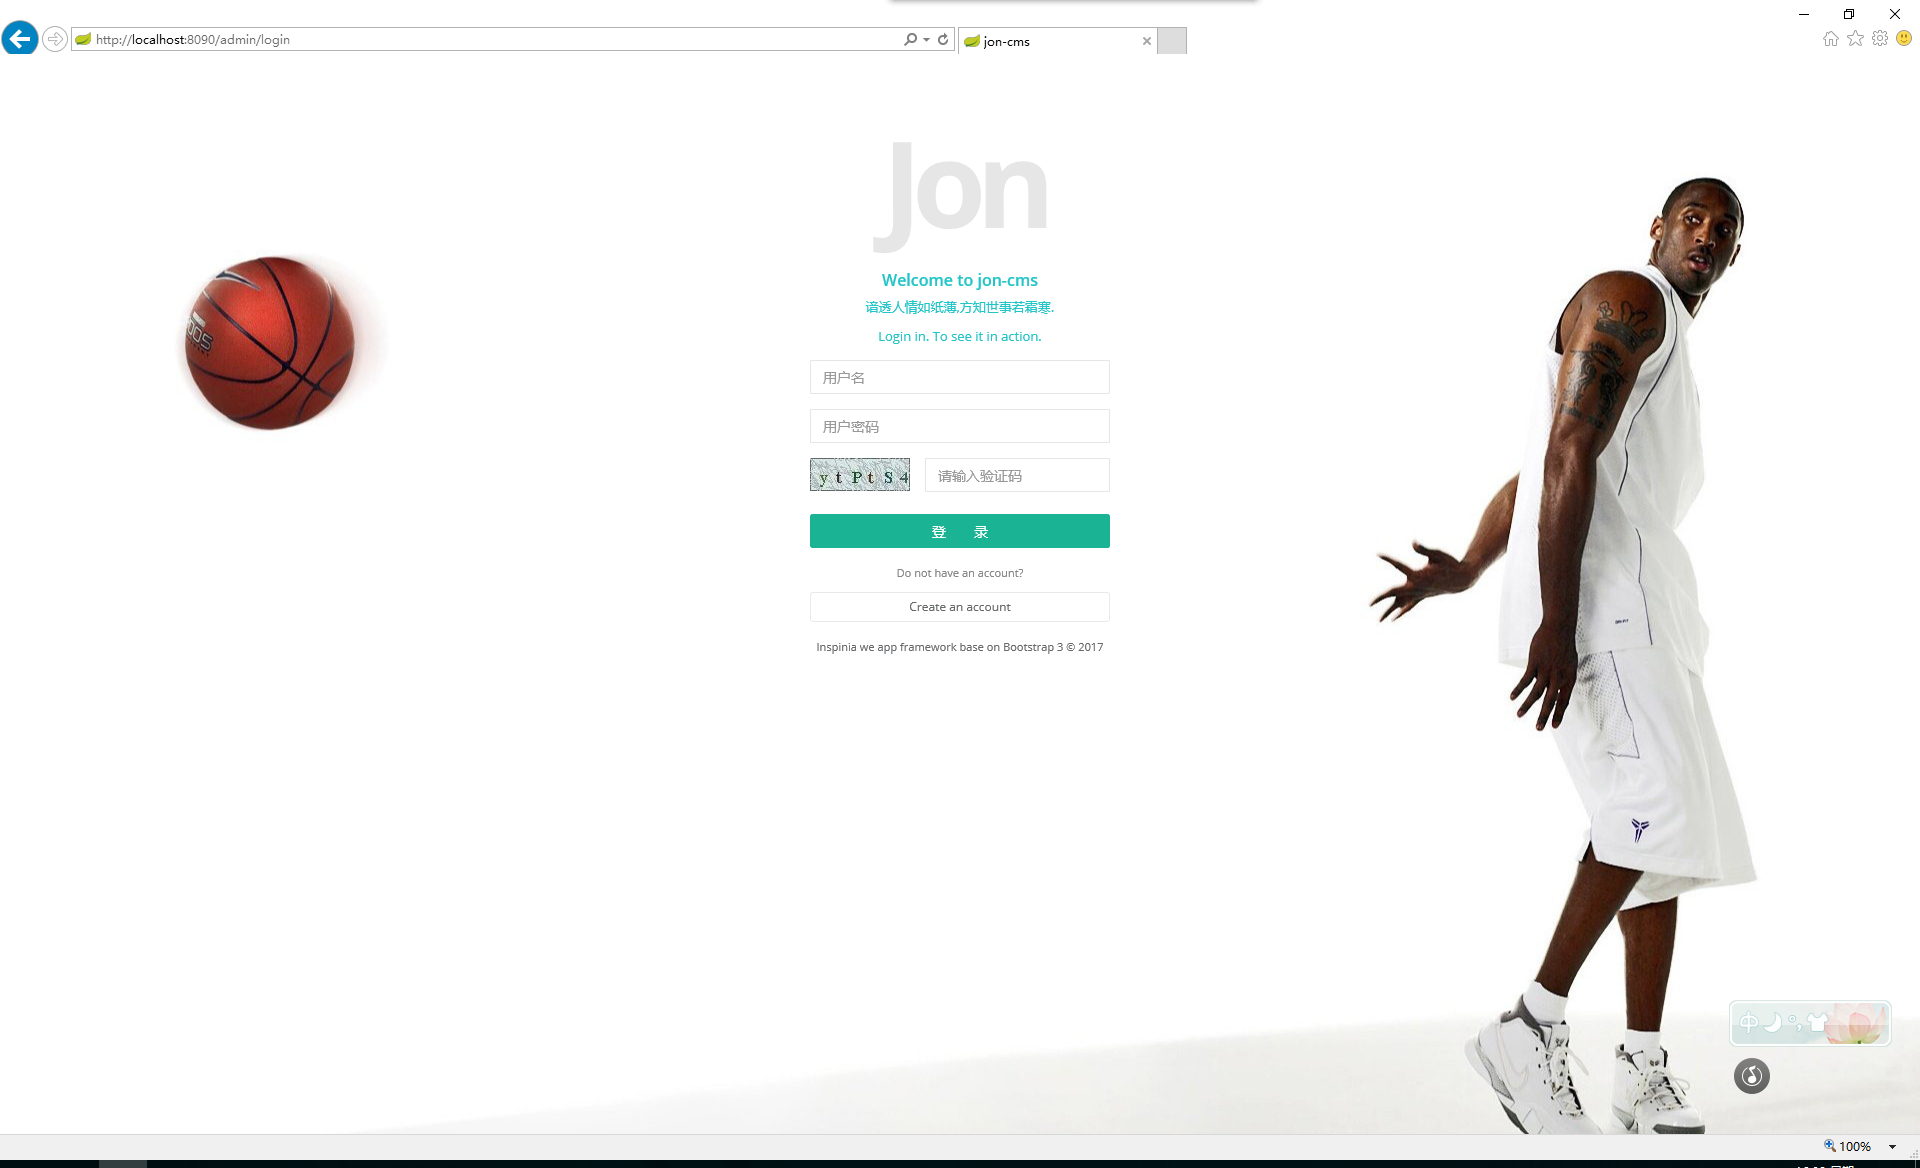 http://localhost:8090/admin/login
jon-cms
Jon
Welcome to jon-cms
谙透人情如纸薄,方知世事若霜寒.
Login in. To see it in action.
用户名
用户密码
ytPtS4
请输入验证码
登 录
Do not have an account?
Create an account
Inspinia we app framework base on Bootstrap 3 © 2017
中
100%